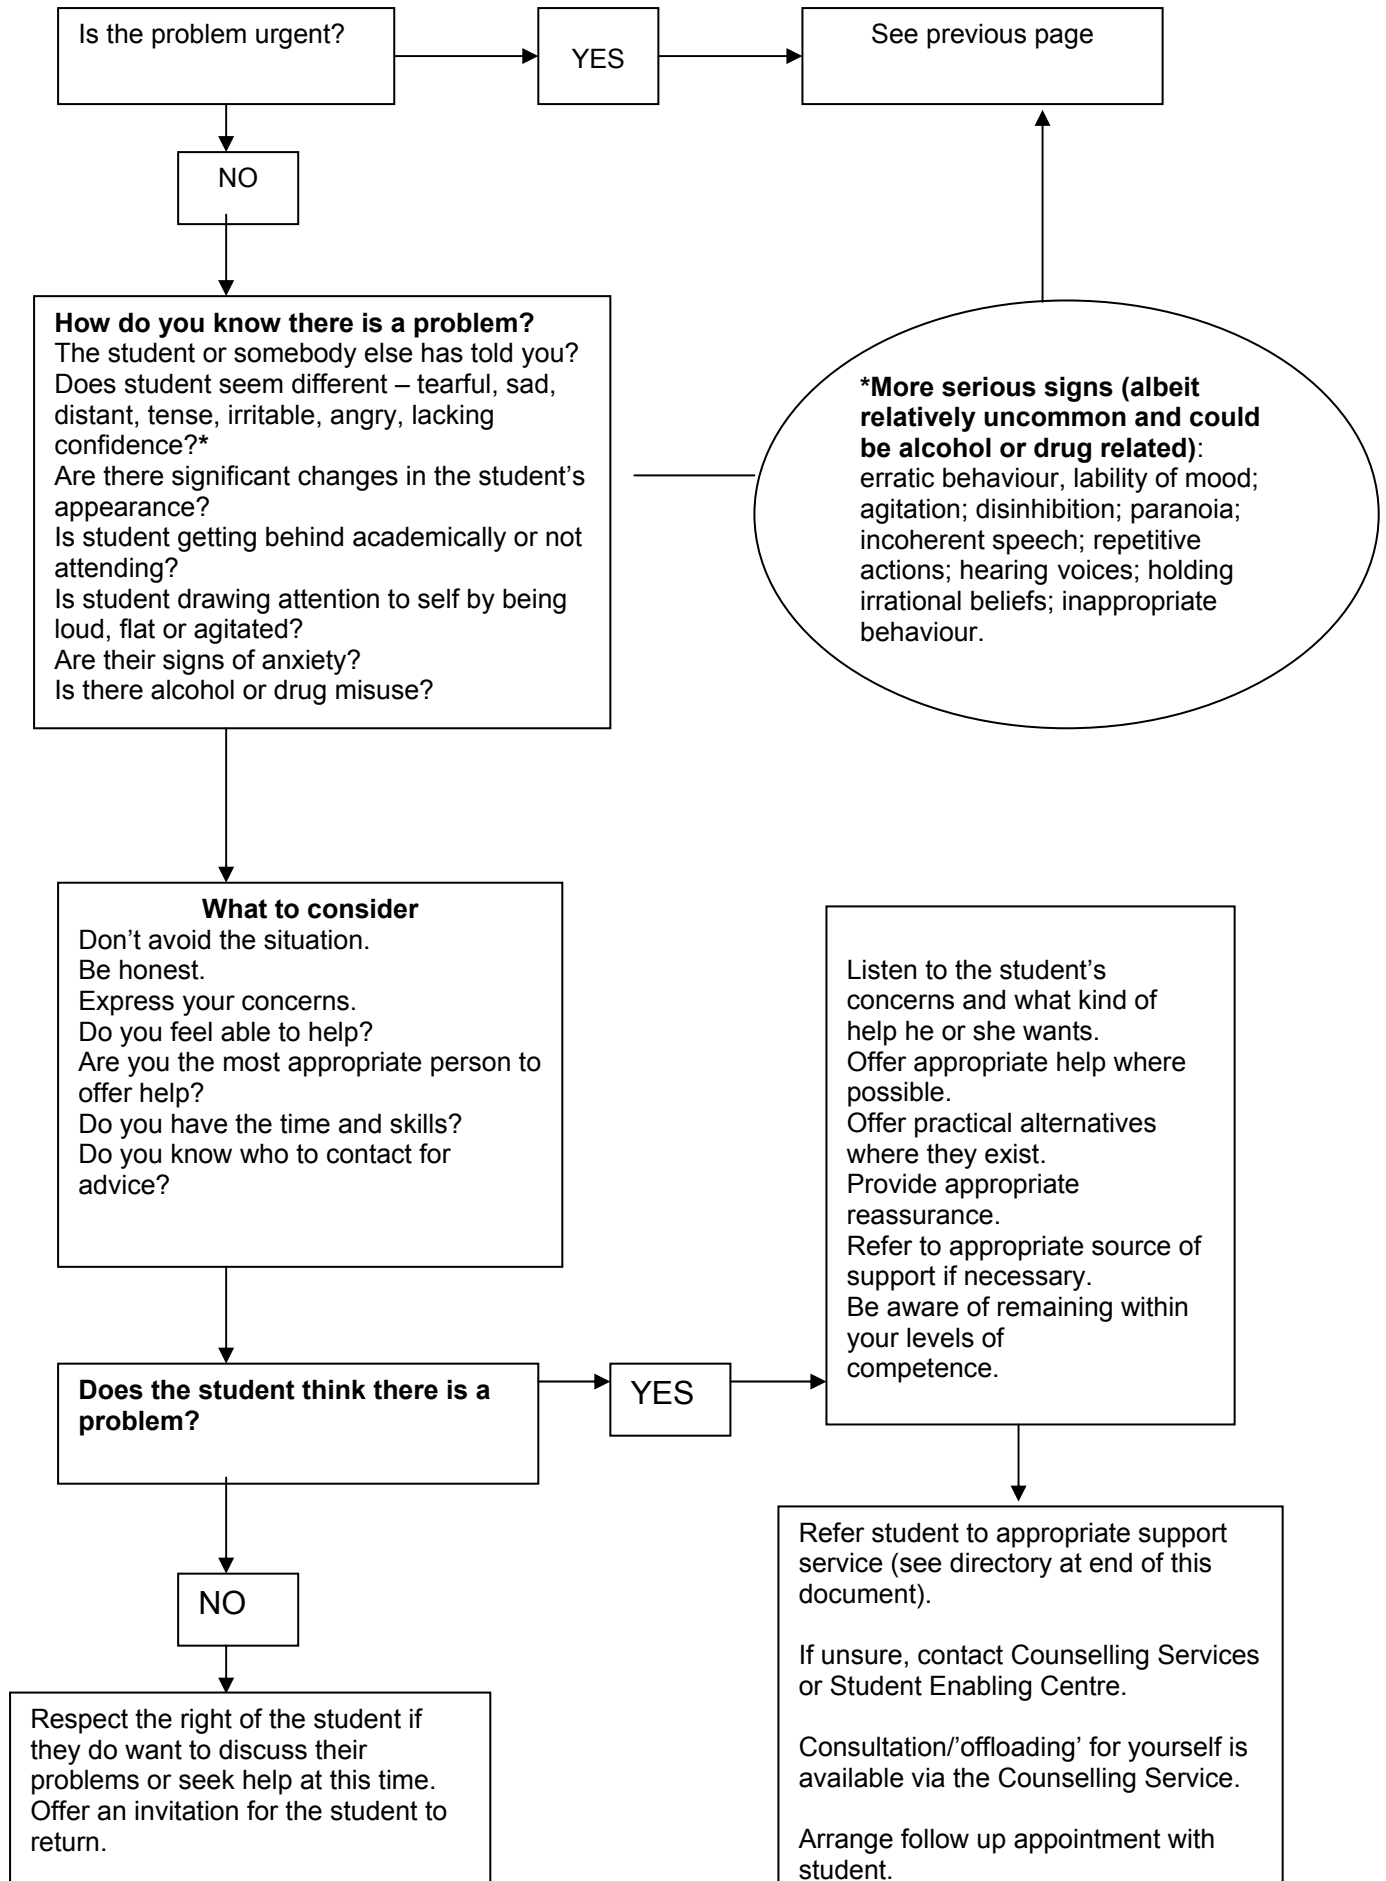 Is the problem urgent?
YES
See previous page
NO
How do you know there is a problem?
The student or somebody else has told you?
Does student seem different – tearful, sad,
distant, tense, irritable, angry, lacking
confidence?*
Are there significant changes in the student's
appearance?
Is student getting behind academically or not
attending?
Is student drawing attention to self by being
loud, flat or agitated?
Are their signs of anxiety?
Is there alcohol or drug misuse?
*More serious signs (albeit
relatively uncommon and could
be alcohol or drug related):
erratic behaviour, lability of mood;
agitation; disinhibition; paranoia;
incoherent speech; repetitive
actions; hearing voices; holding
irrational beliefs; inappropriate
behaviour.
What to consider
Don't avoid the situation.
Be honest.
Express your concerns.
Do you feel able to help?
Are you the most appropriate person to
offer help?
Do you have the time and skills?
Do you know who to contact for
advice?
Does the student think there is a
problem?
YES
Listen to the student's
concerns and what kind of
help he or she wants.
Offer appropriate help where
possible.
Offer practical alternatives
where they exist.
Provide appropriate
reassurance.
Refer to appropriate source of
support if necessary.
Be aware of remaining within
your levels of
competence.
NO
Respect the right of the student if
they do want to discuss their
problems or seek help at this time.
Offer an invitation for the student to
return.
Refer student to appropriate support
service (see directory at end of this
document).
If unsure, contact Counselling Services
or Student Enabling Centre.
Consultation/'offloading' for yourself is
available via the Counselling Service.
Arrange follow up appointment with
student.